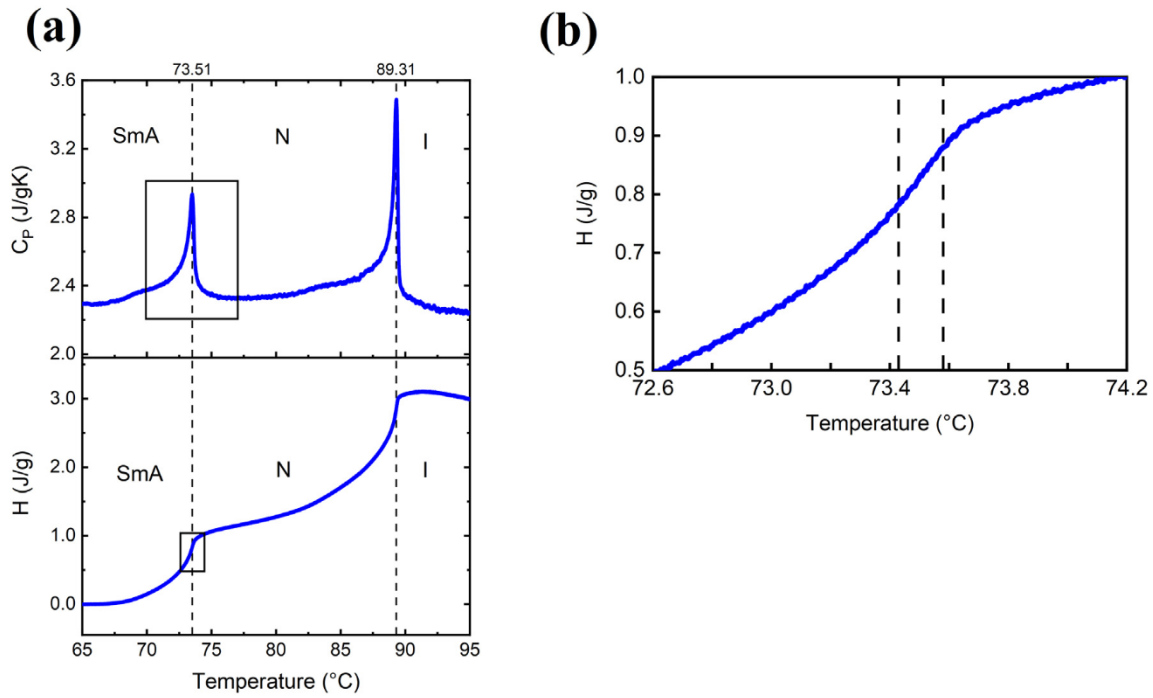 (a)
73.51 89.31
3.6
SmA N I
3.2
C_P (J/gK)
2.8
2.4
2.0
3.0
SmA N I
H (J/g)
2.0
1.0
0.0
65 70 75 80 85 90 95
Temperature (°C)
(b)
1.0
0.9
0.8
H (J/g)
0.7
0.6
0.5
72.6 73.0 73.4 73.8 74.2
Temperature (°C)